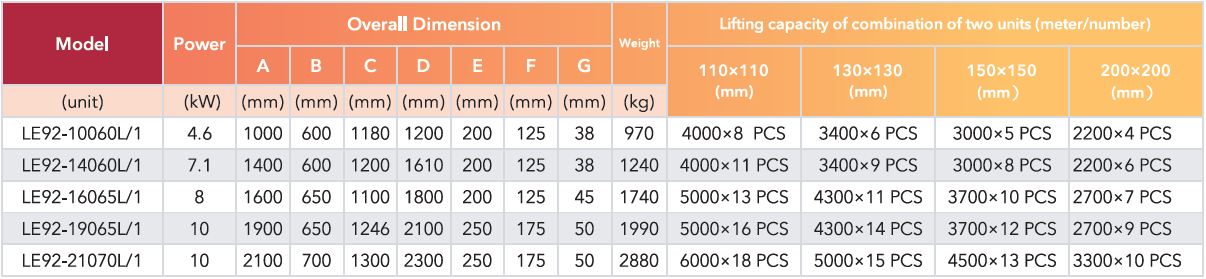 Model Power Overall Dimension Weight Lifting capacity of combination of two units (meter/number)
A B C D E F G 110×110 (mm) 130×130 (mm) 150×150 (mm) 200×200 (mm)
(unit) (kW) (mm) (mm) (mm) (mm) (mm) (mm) (mm) (kg)
LE92-10060L/1 4.6 1000 600 1180 1200 200 125 38 970 4000×8 PCS 3400×6 PCS 3000×5 PCS 2200×4 PCS
LE92-14060L/1 7.1 1400 600 1200 1610 200 125 38 1240 4000×11 PCS 3400×9 PCS 3000×8 PCS 2200×6 PCS
LE92-16065L/1 8 1600 650 1100 1800 200 125 45 1740 5000×13 PCS 4300×11 PCS 3700×10 PCS 2700×7 PCS
LE92-19065L/1 10 1900 650 1246 2100 250 175 50 1990 5000×16 PCS 4300×14 PCS 3700×12 PCS 2700×9 PCS
LE92-21070L/1 10 2100 700 1300 2300 250 175 50 2880 6000×18 PCS 5000×15 PCS 4500×13 PCS 3300×10 PCS